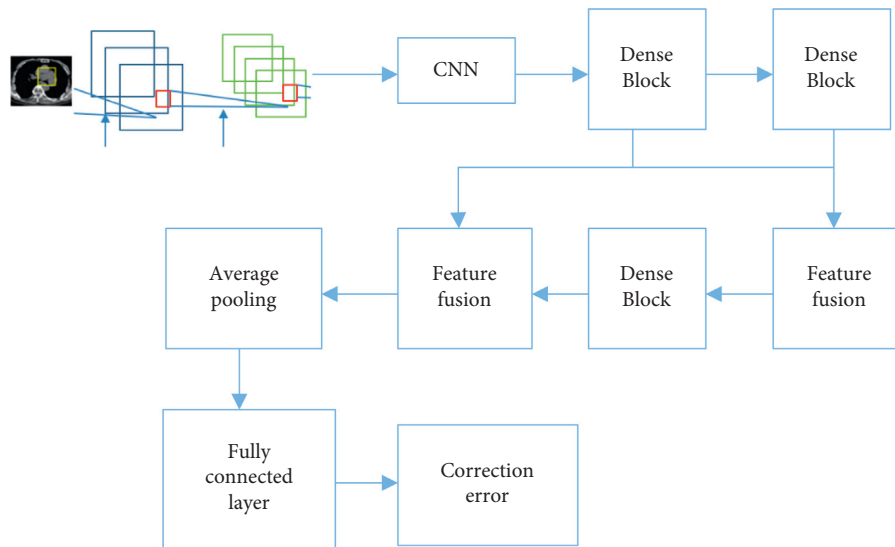 CNN
Dense
Block
Dense
Block
Average
pooling
Feature
fusion
Dense
Block
Feature
fusion
Fully
connected
layer
Correction
error